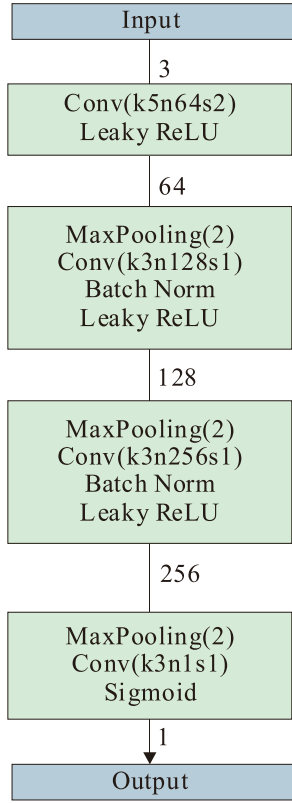 Input
3
Conv(k5n64s2)
Leaky ReLU
64
MaxPooling(2)
Conv(k3n128s1)
Batch Norm
Leaky ReLU
128
MaxPooling(2)
Conv(k3n256s1)
Batch Norm
Leaky ReLU
256
MaxPooling(2)
Conv(k3n1s1)
Sigmoid
1
Output